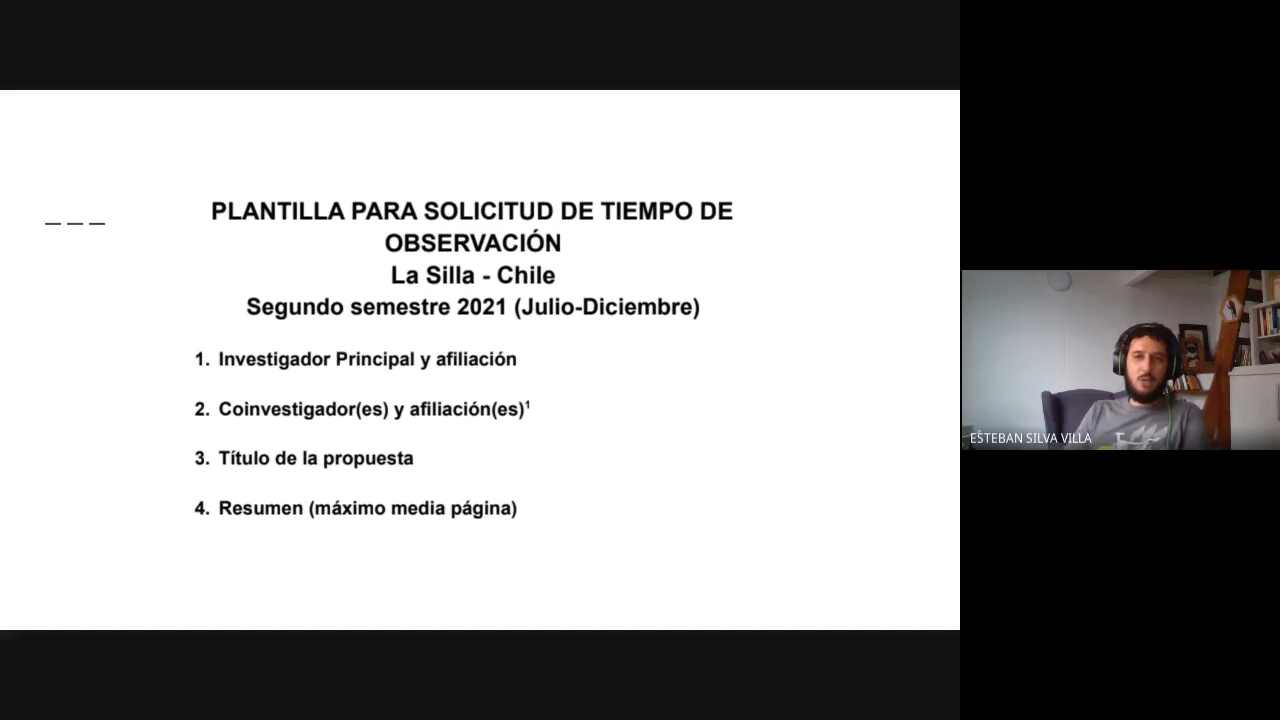 PLANTILLA PARA SOLICITUD DE TIEMPO DE
OBSERVACIÓN
La Silla - Chile
Segundo semestre 2021 (Julio-Diciembre)
1. Investigador Principal y afiliación
2. Coinvestigador(es) y afiliación(es)¹
3. Título de la propuesta
4. Resumen (máximo media página)
ESTEBAN SILVA VILLA